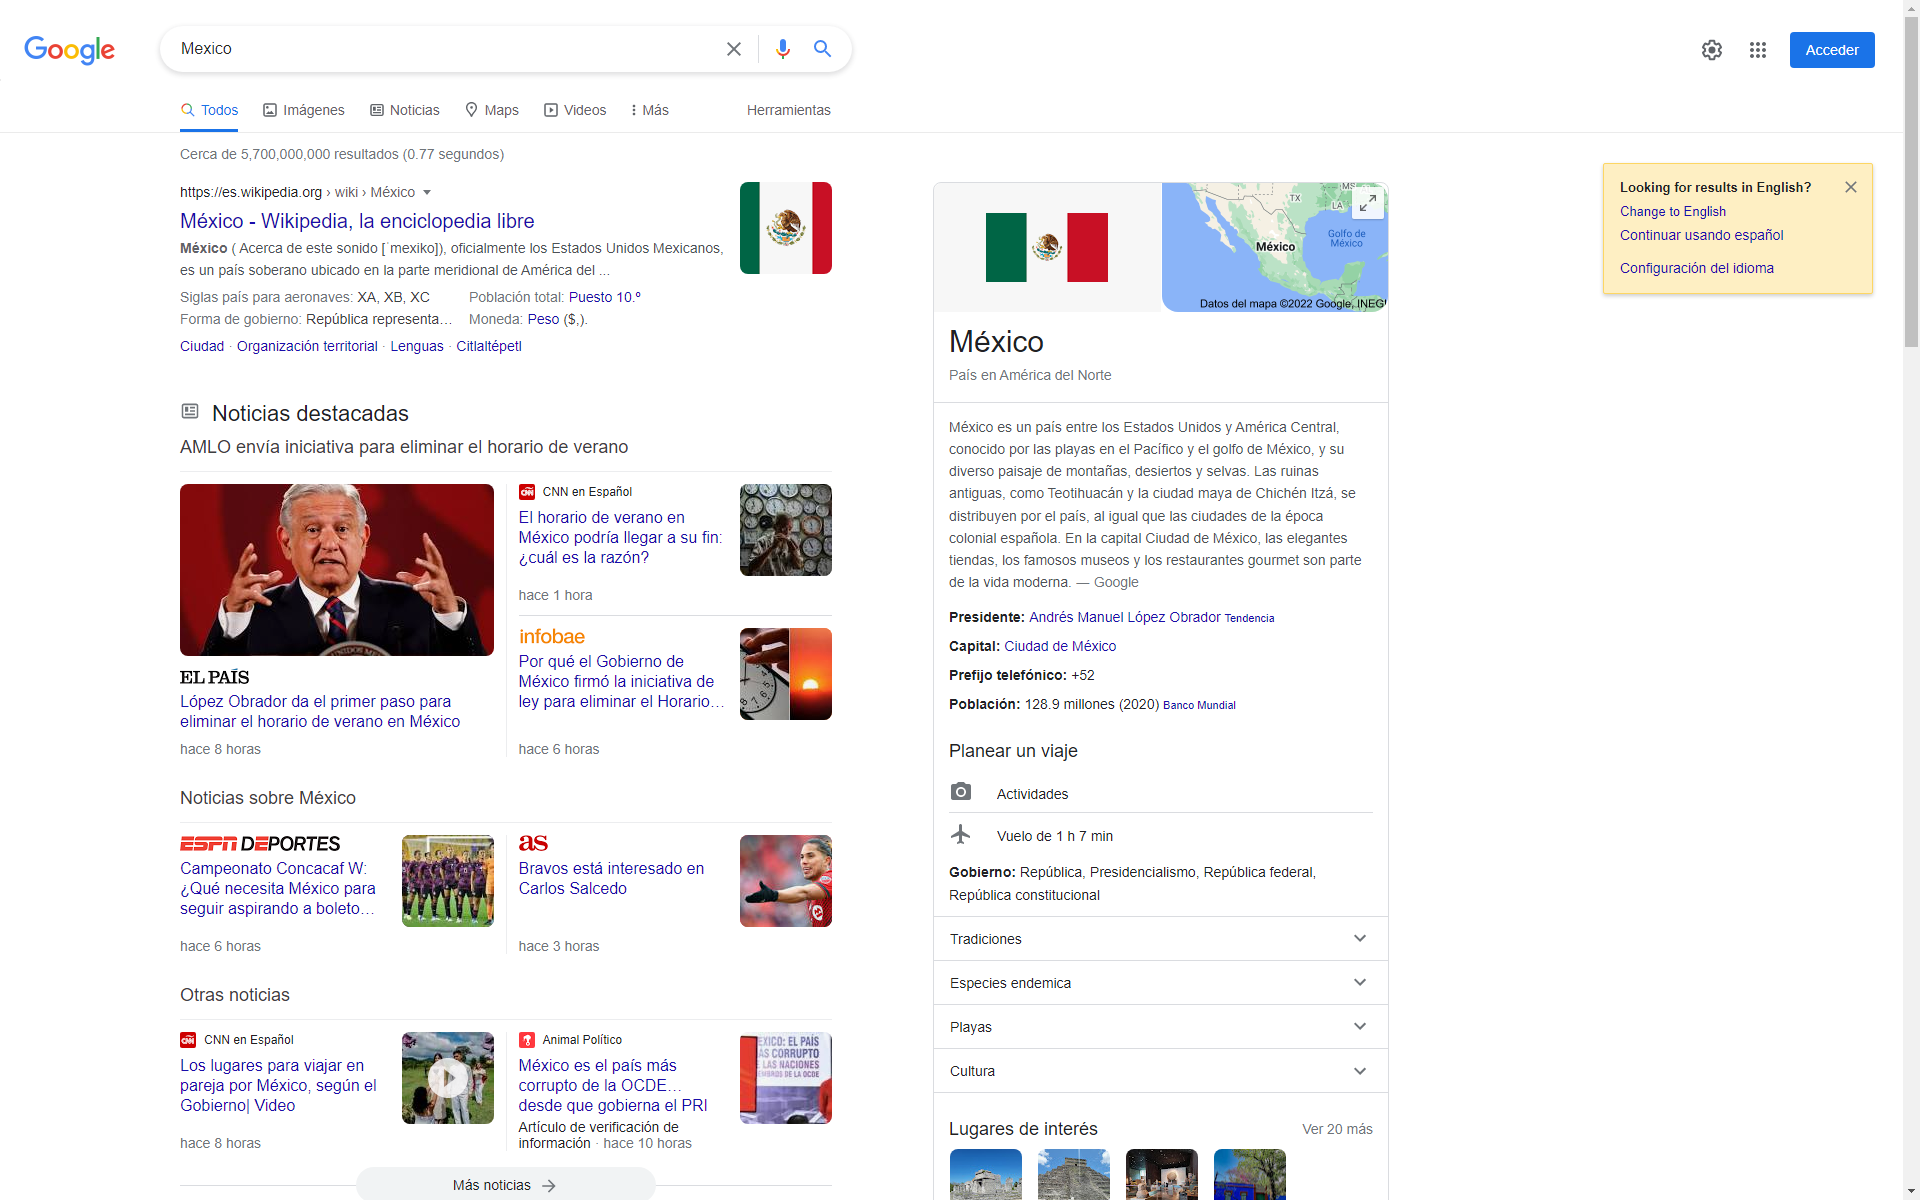 Google
Mexico
Acceder
Todos
Imágenes
Noticias
Maps
Videos
Más
Herramientas
Cerca de 5,700,000,000 resultados (0.77 segundos)
https://es.wikipedia.org › wiki › México
México - Wikipedia, la enciclopedia libre
México ( Acerca de este sonido [ˈmexiko]), oficialmente los Estados Unidos Mexicanos,
es un país soberano ubicado en la parte meridional de América del ...
Siglas país para aeronaves: XA, XB, XC
Población total: Puesto 10.º
Forma de gobierno: República representa…
Moneda: Peso ($,).
Ciudad · Organización territorial · Lenguas · Citlaltépetl
Noticias destacadas
AMLO envía iniciativa para eliminar el horario de verano
EL PAÍS
López Obrador da el primer paso para
eliminar el horario de verano en México
hace 8 horas
CNN en Español
El horario de verano en
México podría llegar a su fin:
¿cuál es la razón?
hace 1 hora
infobae
Por qué el Gobierno de
México firmó la iniciativa de
ley para eliminar el Horario…
hace 6 horas
Noticias sobre México
ESPN DEPORTES
Campeonato Concacaf W:
¿Qué necesita México para
seguir aspirando a boleto…
hace 6 horas
as
Bravos está interesado en
Carlos Salcedo
hace 3 horas
Otras noticias
CNN en Español
Los lugares para viajar en
pareja por México, según el
Gobierno| Video
hace 8 horas
Animal Político
México es el país más
corrupto de la OCDE…
desde que gobierna el PRI
Artículo de verificación de
información · hace 10 horas
Más noticias
TX
LA
MS
México
Golfo de
México
Datos del mapa ©2022 Google, INEGI
México
País en América del Norte
México es un país entre los Estados Unidos y América Central,
conocido por las playas en el Pacífico y el golfo de México, y su
diverso paisaje de montañas, desiertos y selvas. Las ruinas
antiguas, como Teotihuacán y la ciudad maya de Chichén Itzá, se
distribuyen por el país, al igual que las ciudades de la época
colonial española. En la capital Ciudad de México, las elegantes
tiendas, los famosos museos y los restaurantes gourmet son parte
de la vida moderna. — Google
Presidente: Andrés Manuel López Obrador Tendencia
Capital: Ciudad de México
Prefijo telefónico: +52
Población: 128.9 millones (2020) Banco Mundial
Planear un viaje
Actividades
Vuelo de 1 h 7 min
Gobierno: República, Presidencialismo, República federal,
República constitucional
Tradiciones
Especies endemica
Playas
Cultura
Lugares de interés
Ver 20 más
Looking for results in English?
Change to English
Continuar usando español
Configuración del idioma